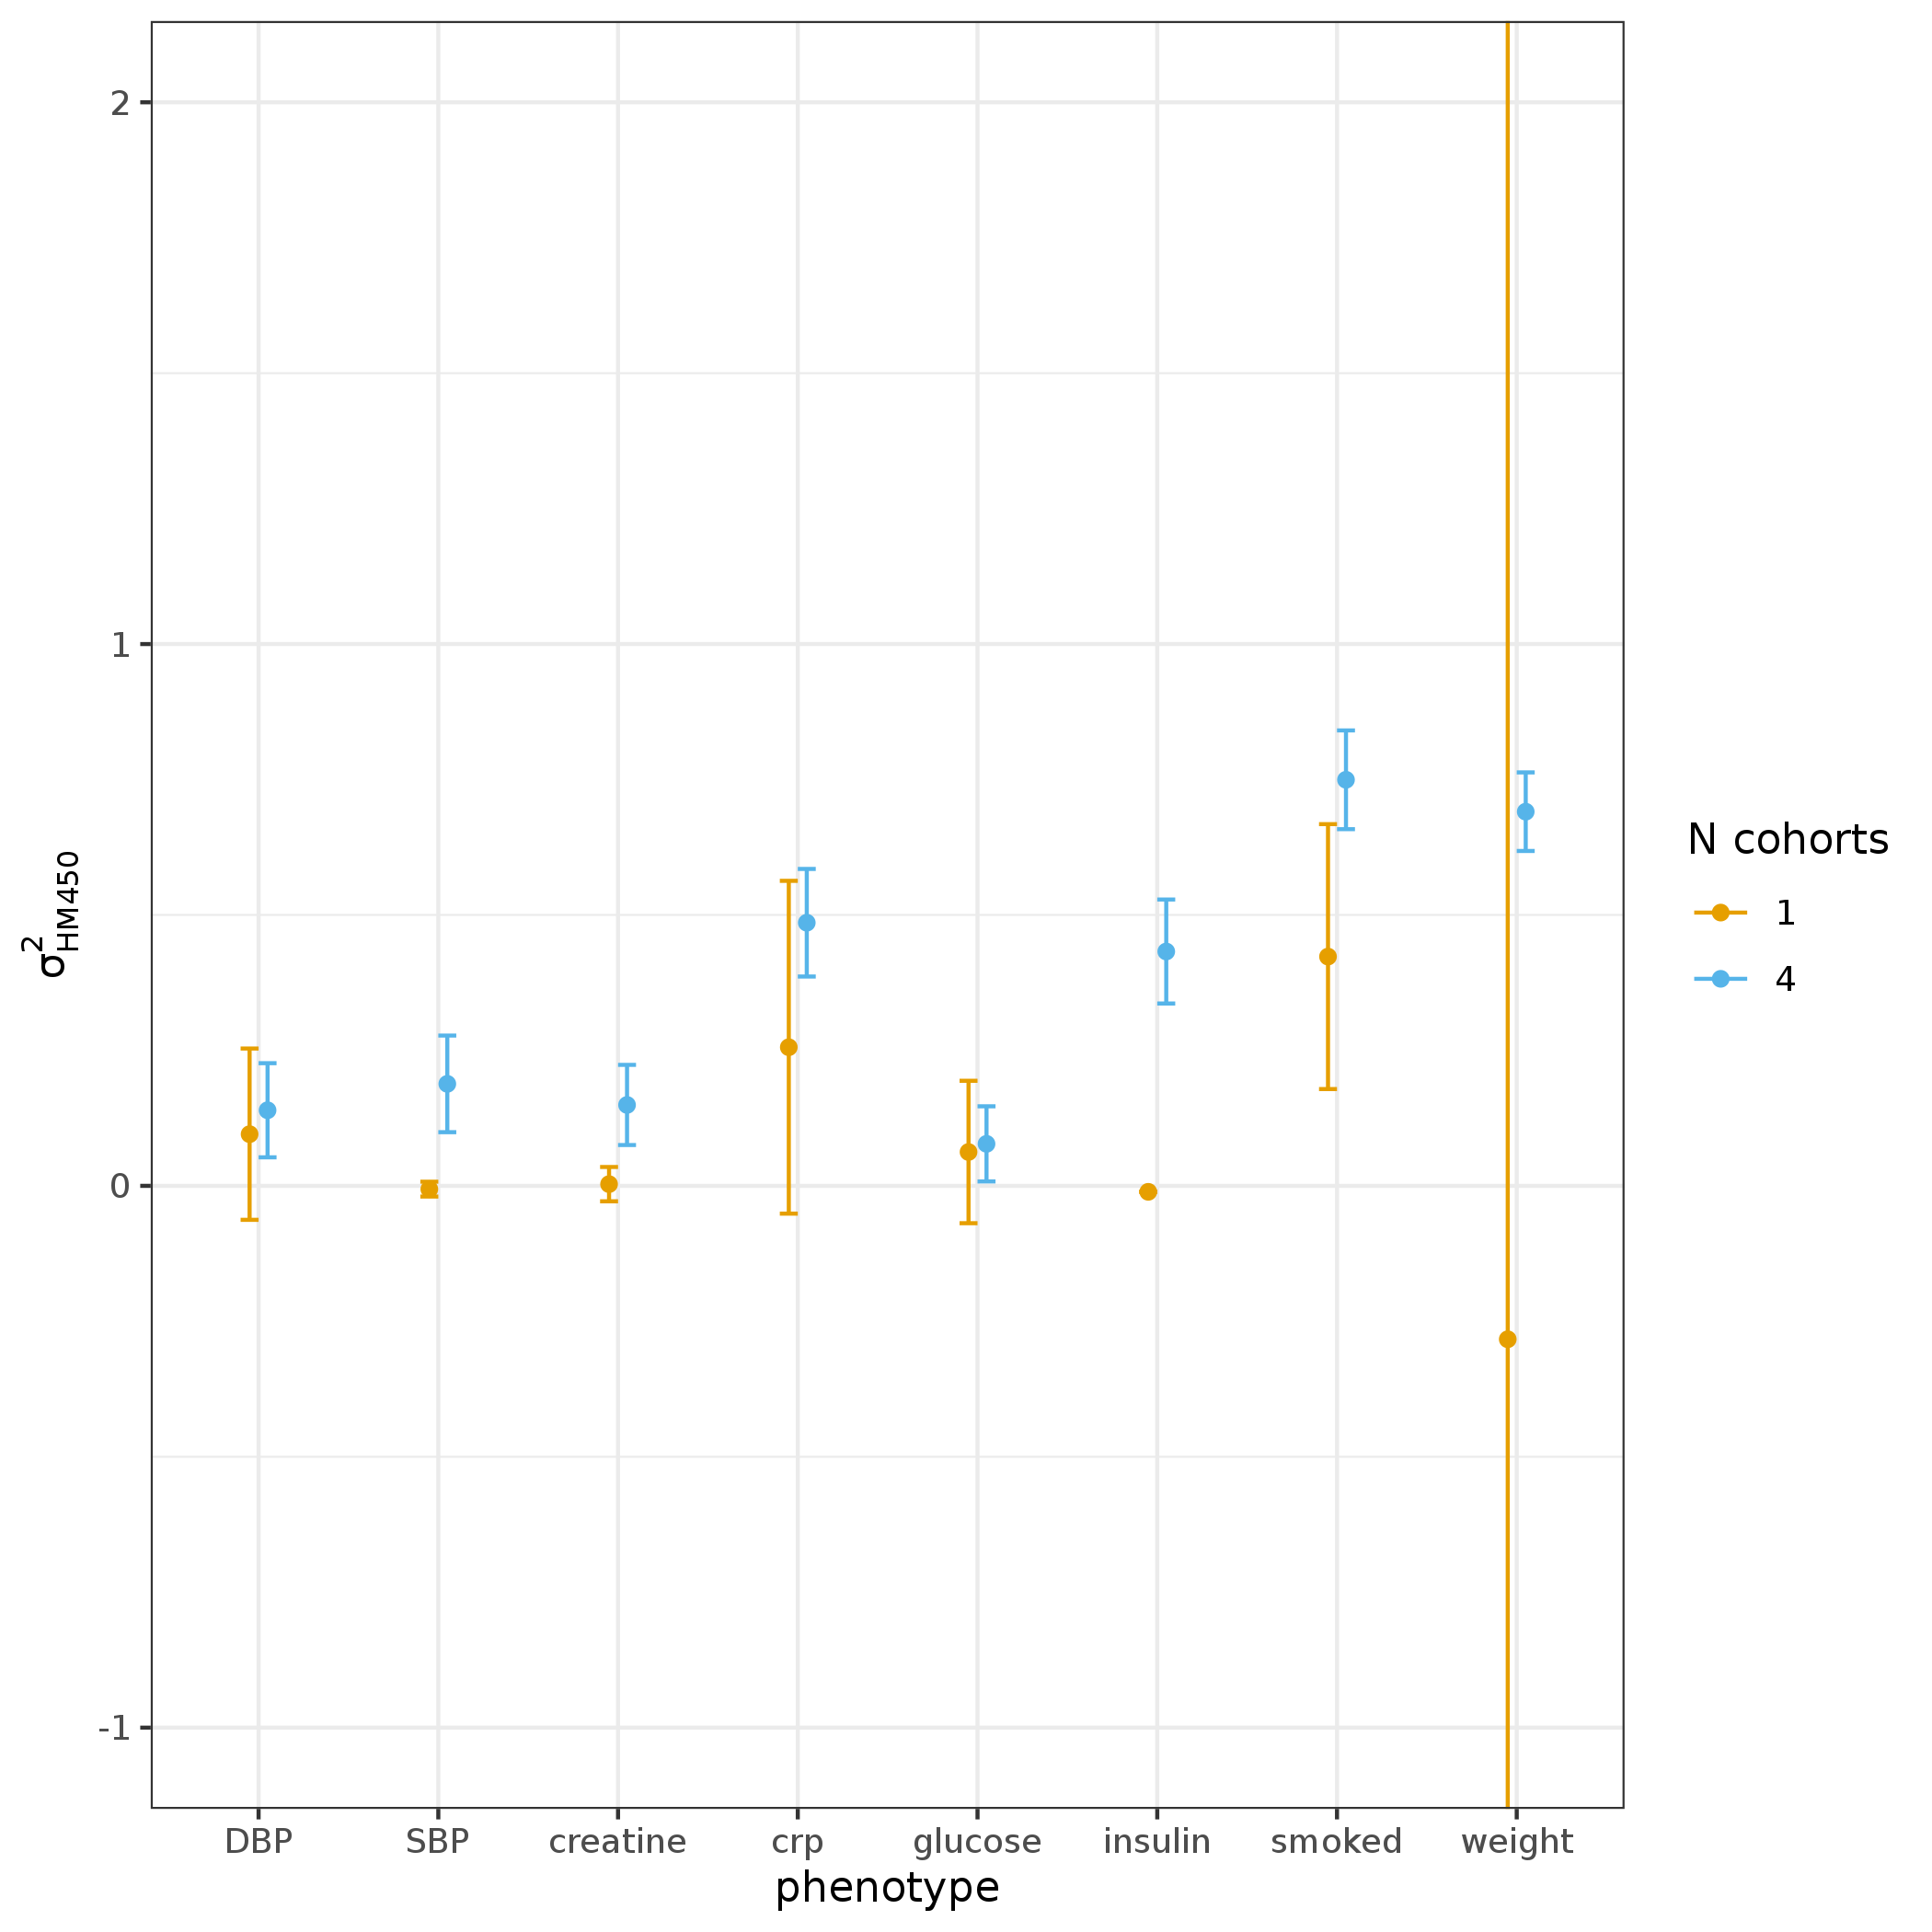 2
1
0
-1
σ²HM450
DBP SBP creatine crp glucose insulin smoked weight
phenotype
N cohorts
1
4